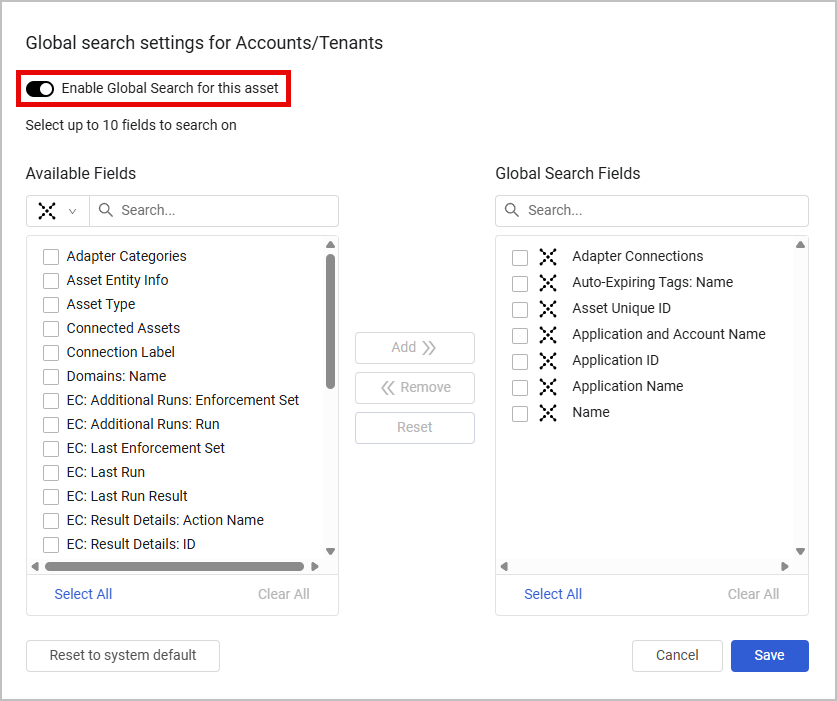 Global search settings for Accounts/Tenants
Enable Global Search for this asset
Select up to 10 fields to search on
Available Fields
Search...
Adapter Categories
Asset Entity Info
Asset Type
Connected Assets
Connection Label
Domains: Name
EC: Additional Runs: Enforcement Set
EC: Additional Runs: Run
EC: Last Enforcement Set
EC: Last Run
EC: Last Run Result
EC: Result Details: Action Name
EC: Result Details: ID
Select All
Clear All
Add
Remove
Reset
Global Search Fields
Search...
Adapter Connections
Auto-Expiring Tags: Name
Asset Unique ID
Application and Account Name
Application ID
Application Name
Name
Select All
Clear All
Reset to system default
Cancel
Save